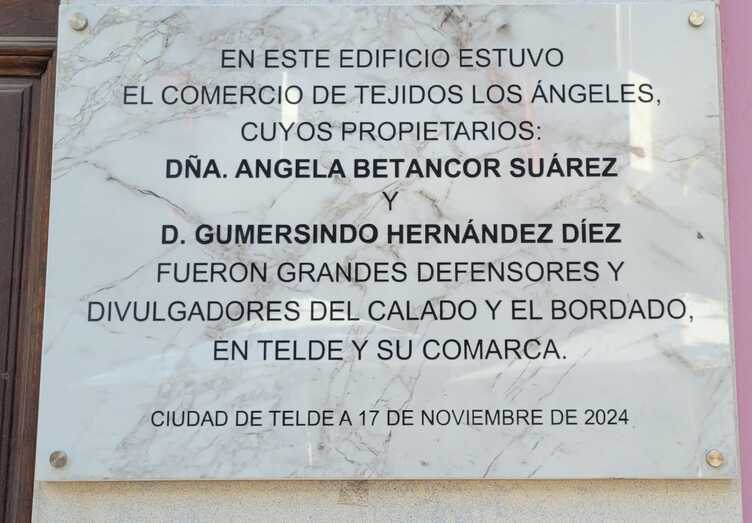 EN ESTE EDIFICIO ESTUVO
EL COMERCIO DE TEJIDOS LOS ÁNGELES,
CUYOS PROPIETARIOS:
DÑA. ANGELA BETANCOR SUÁREZ
Y
D. GUMERSINDO HERNÁNDEZ DÍEZ
FUERON GRANDES DEFENSORES Y
DIVULGADORES DEL CALADO Y EL BORDADO,
EN TELDE Y SU COMARCA.
CIUDAD DE TELDE A 17 DE NOVIEMBRE DE 2024